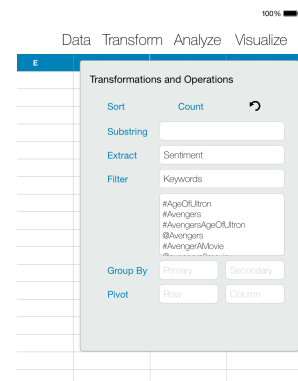 100%
Data Transform Analyze Visualize
E
Transformations and Operations
Sort Count
Substring
Extract Sentiment
Filter Keywords
#AgeOfUltron
#Avengers
#AvengersAgeOfUltron
@Avengers
#AvengerAMovie
Group By Primary Secondary
Pivot Row Column